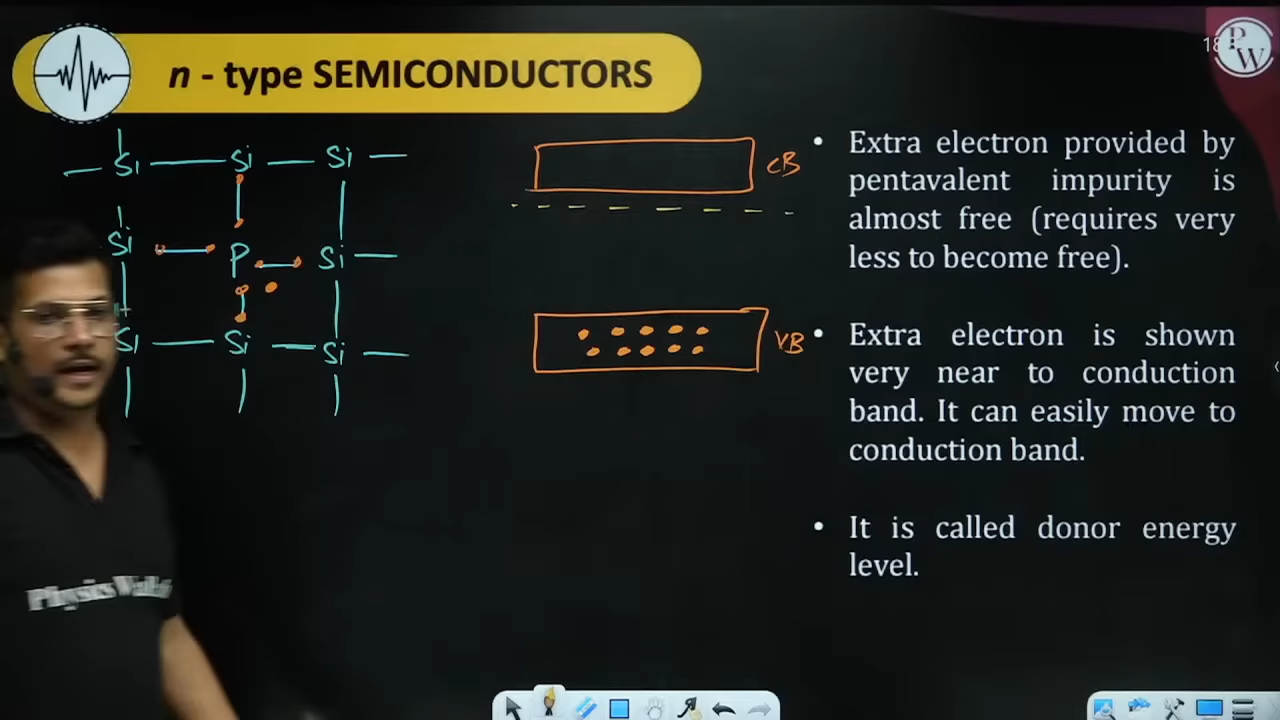 n - type SEMICONDUCTORS
PW
Si Si Si
Si P Si
Si Si Si
CB
VB
• Extra electron provided by
pentavalent impurity is
almost free (requires very
less to become free).
• Extra electron is shown
very near to conduction
band. It can easily move to
conduction band.
• It is called donor energy
level.